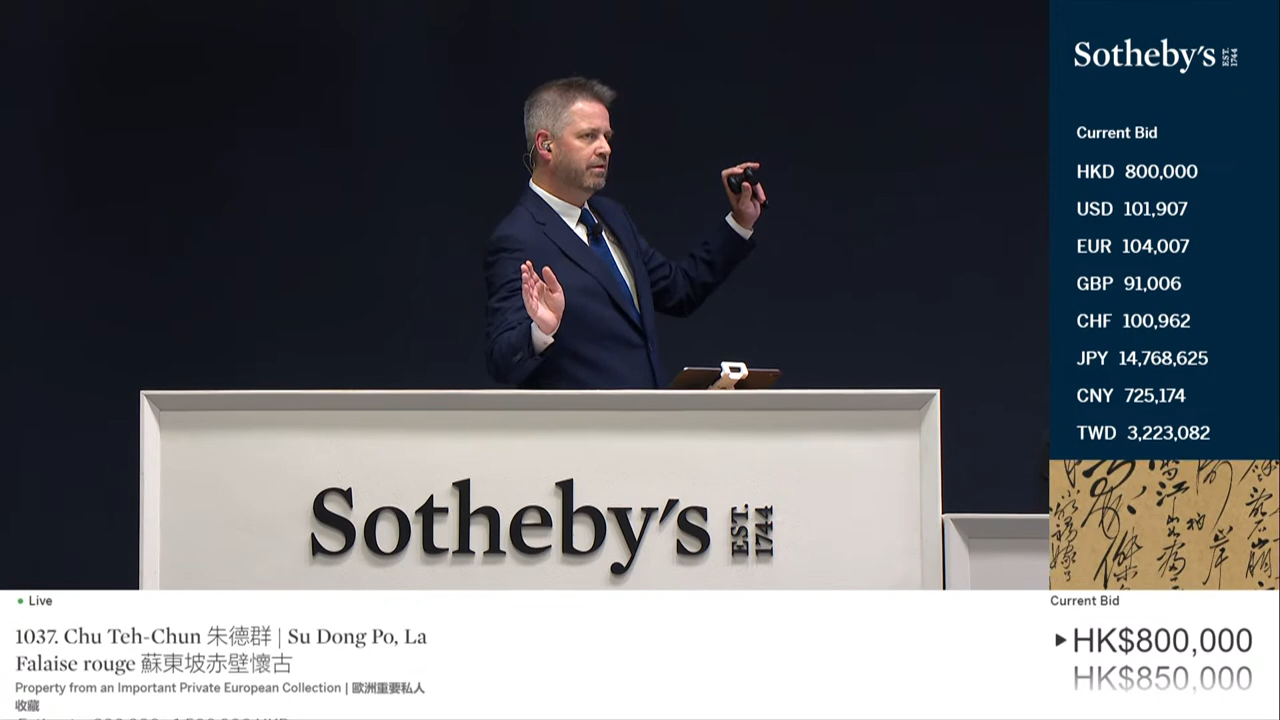 Sotheby's EST. 1744
Current Bid
HKD 800,000
USD 101,907
EUR 104,007
GBP 91,006
CHF 100,962
JPY 14,768,625
CNY 725,174
TWD 3,223,082
Sotheby's EST. 1744
Live
1037. Chu Teh-Chun 朱德群 | Su Dong Po, La
Falaise rouge 蘇東坡赤壁懷古
Property from an Important Private European Collection | 歐洲重要私人
收藏
Current Bid
HK$800,000
HK$850,000